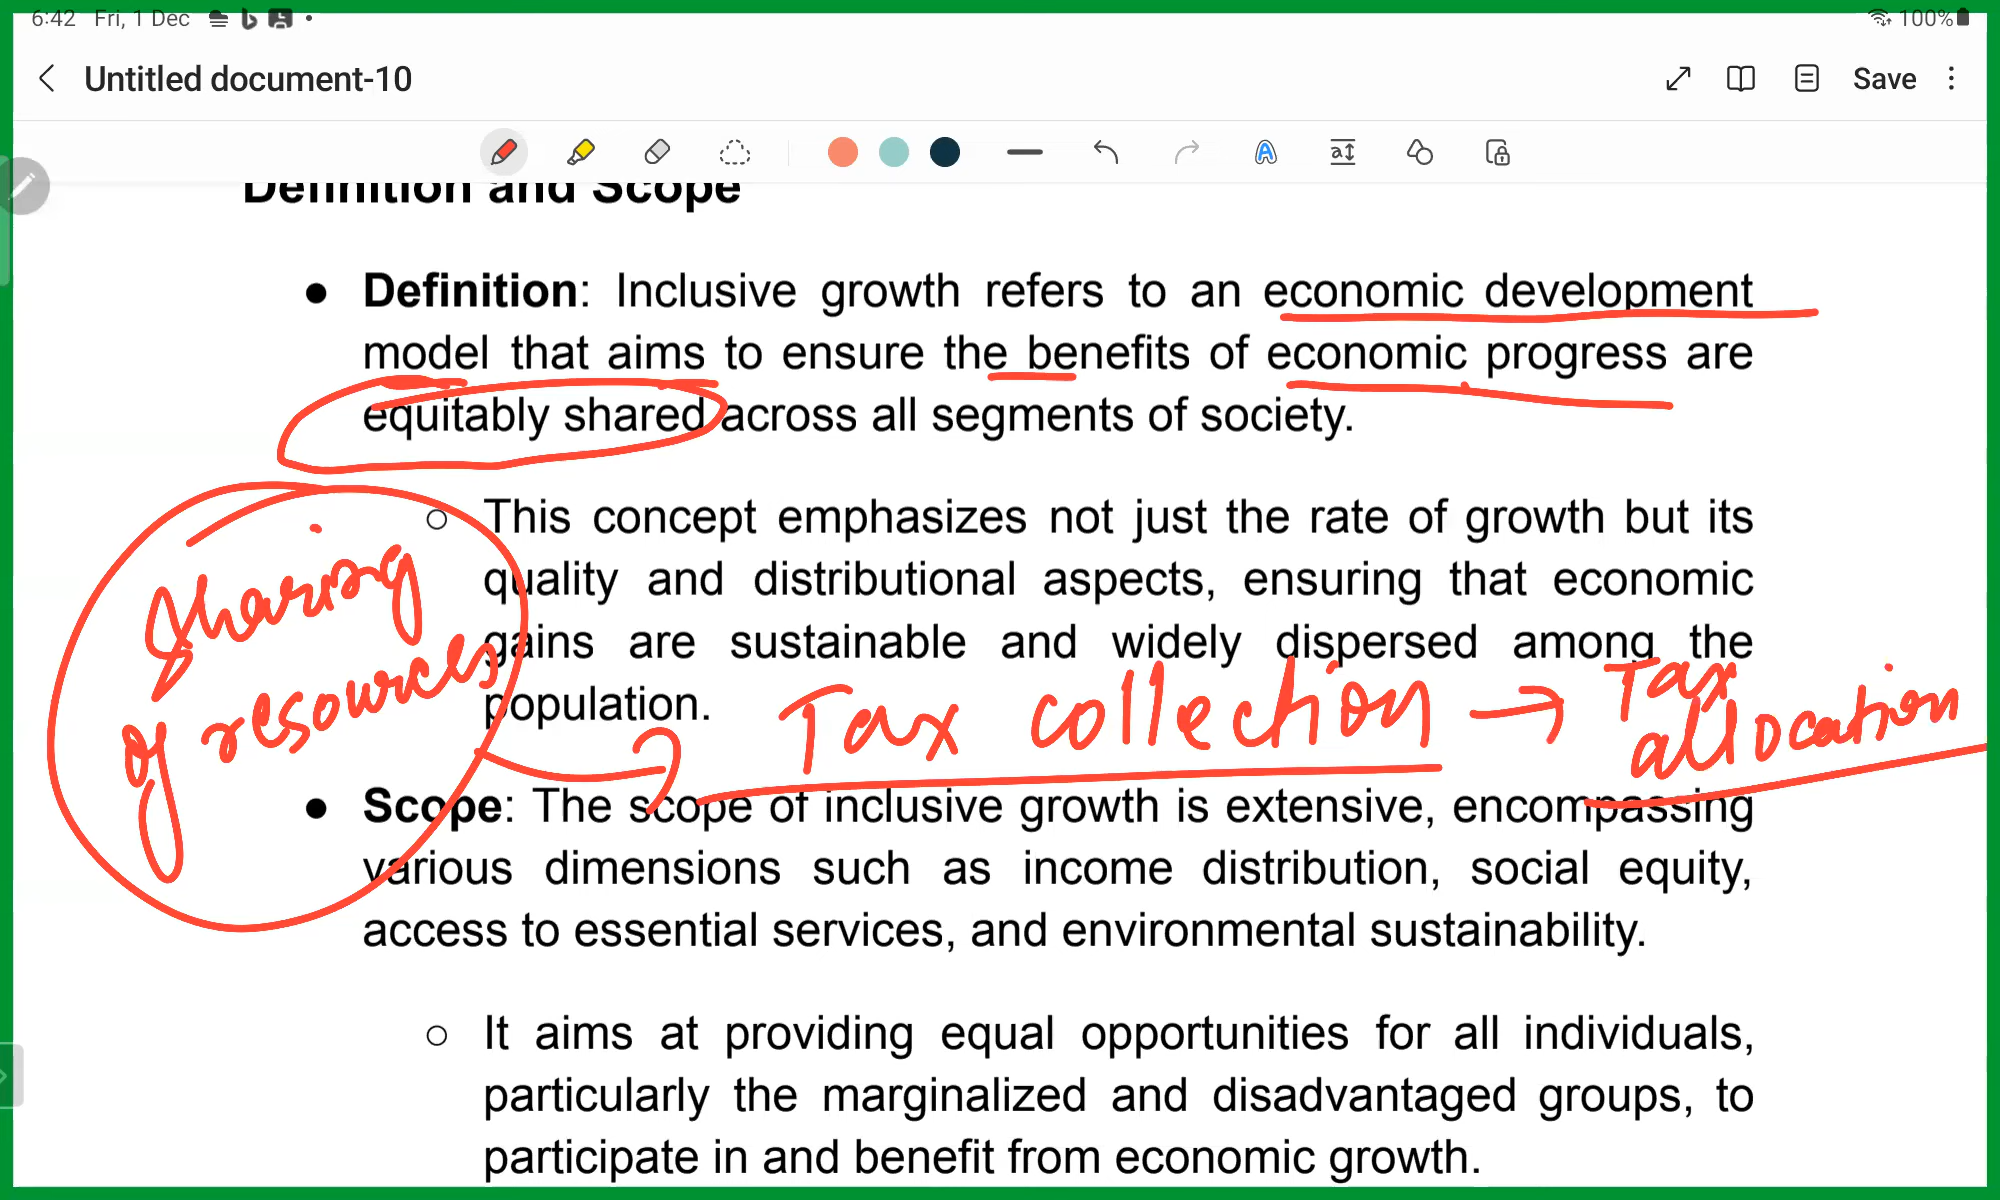 6:42 Fri, 1 Dec
100%
Untitled document-10
Save
Definition and Scope
● Definition: Inclusive growth refers to an economic development
model that aims to ensure the benefits of economic progress are
equitably shared across all segments of society.
○ This concept emphasizes not just the rate of growth but its
quality and distributional aspects, ensuring that economic
gains are sustainable and widely dispersed among the
population.
Sharing
of resources
Tax collection → Tax
allocation
● Scope: The scope of inclusive growth is extensive, encompassing
various dimensions such as income distribution, social equity,
access to essential services, and environmental sustainability.
○ It aims at providing equal opportunities for all individuals,
particularly the marginalized and disadvantaged groups, to
participate in and benefit from economic growth.